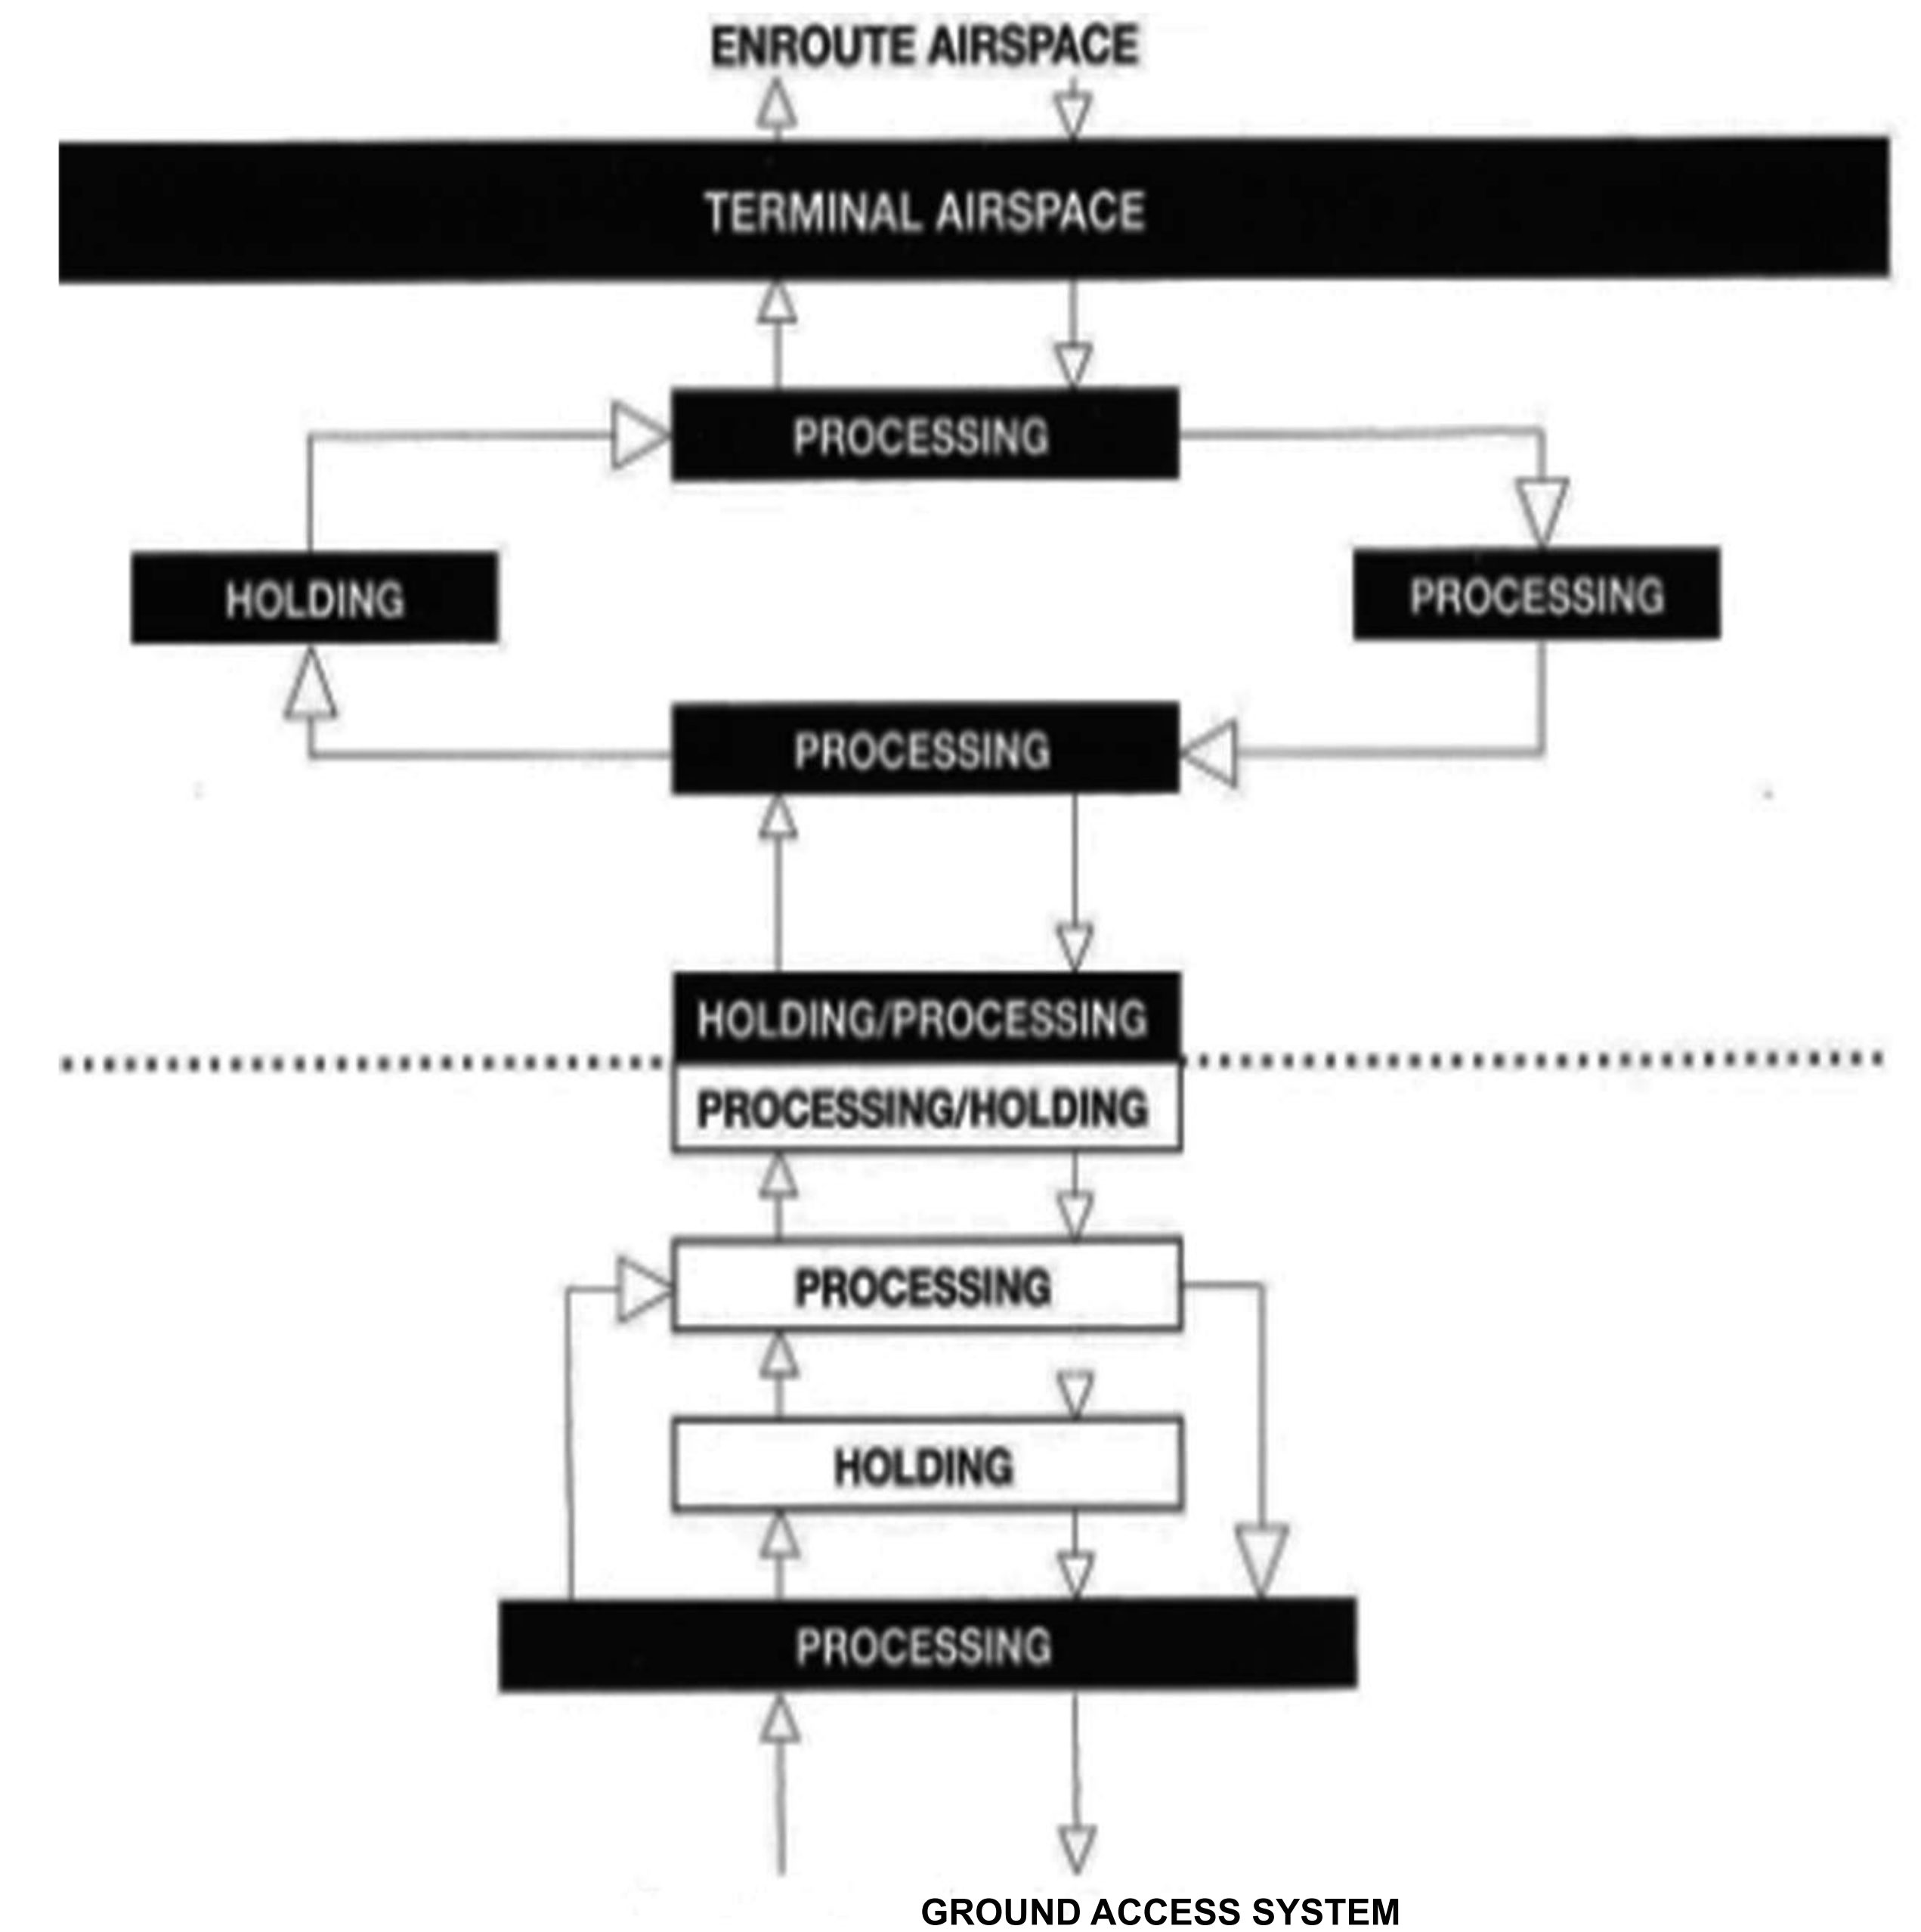 ENROUTE AIRSPACE
TERMINAL AIRSPACE
PROCESSING
HOLDING
PROCESSING
PROCESSING
HOLDING/PROCESSING
PROCESSING/HOLDING
PROCESSING
HOLDING
PROCESSING
GROUND ACCESS SYSTEM